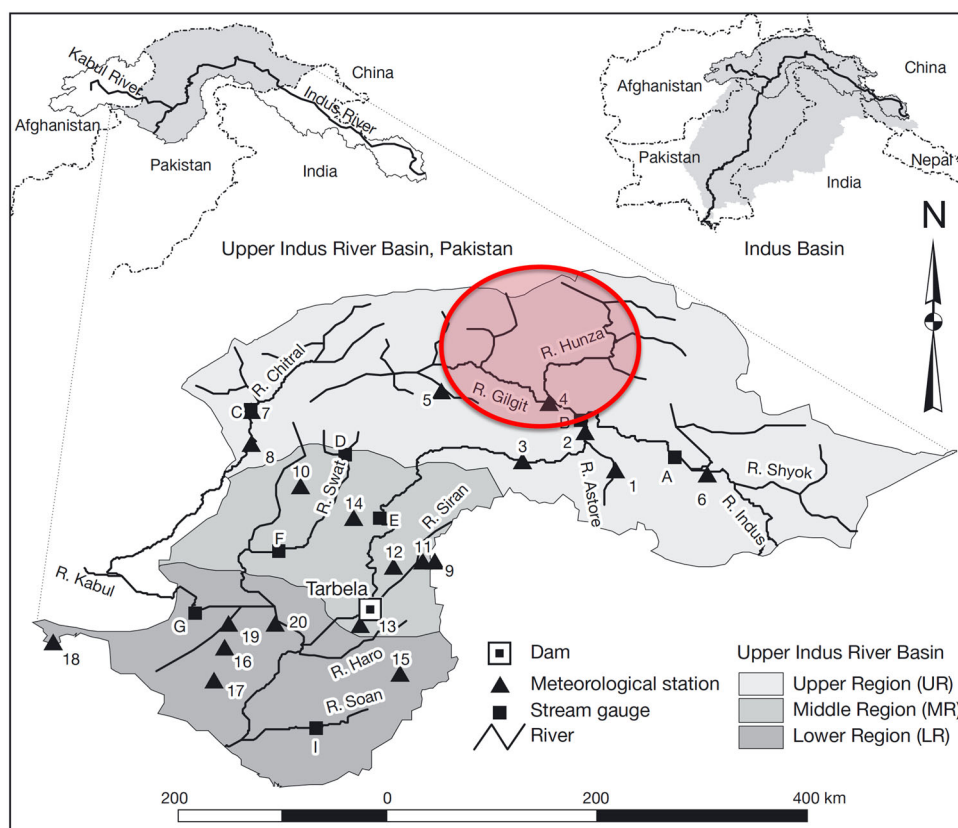 Kabul River
China
Indus River
Afghanistan
Pakistan
India
Afghanistan
China
Pakistan
Nepal
India
N
Upper Indus River Basin, Pakistan
Indus Basin
R. Chitral
R. Hunza
R. Gilgit
4
5
C
7
B
2
8
D
3
A
R. Shyok
10
R. Swat
1
6
R. Astore
R. Indus
14
E
R. Siran
F
12
11
9
R. Kabul
Tarbela
G
19
20
13
18
16
R. Haro
15
17
R. Soan
I
Dam
Meteorological station
Stream gauge
River
Upper Indus River Basin
Upper Region (UR)
Middle Region (MR)
Lower Region (LR)
200
0
200
400 km